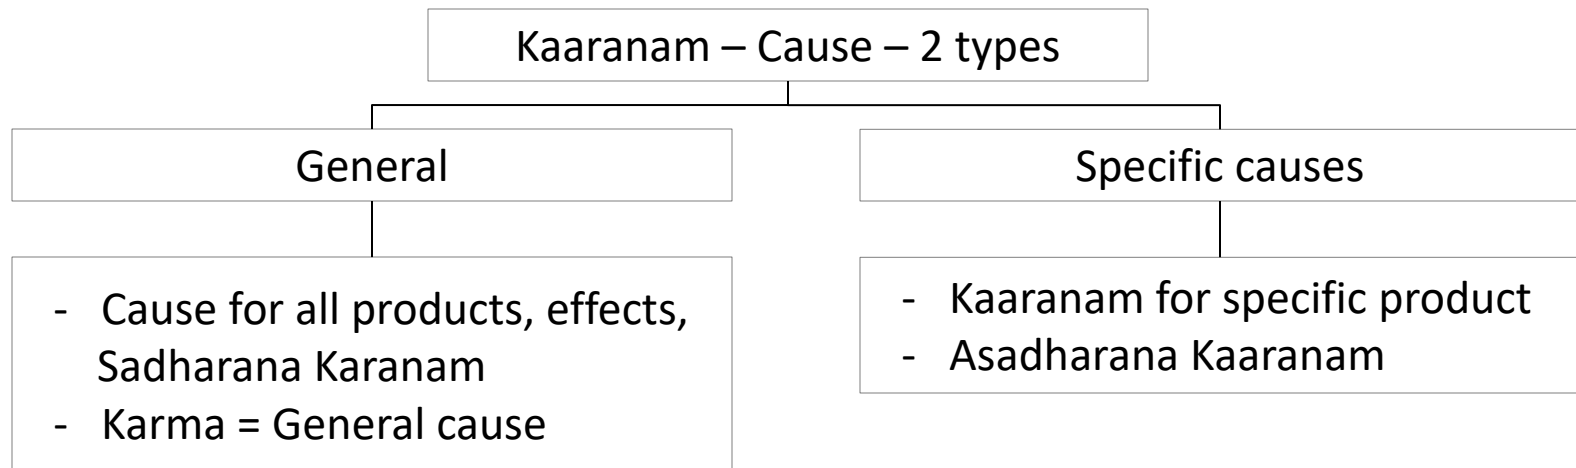 Kaaranam – Cause – 2 types
General
Specific causes
- Cause for all products, effects,
Sadharana Karanam
- Karma = General cause
- Kaaranam for specific product
- Asadharana Kaaranam